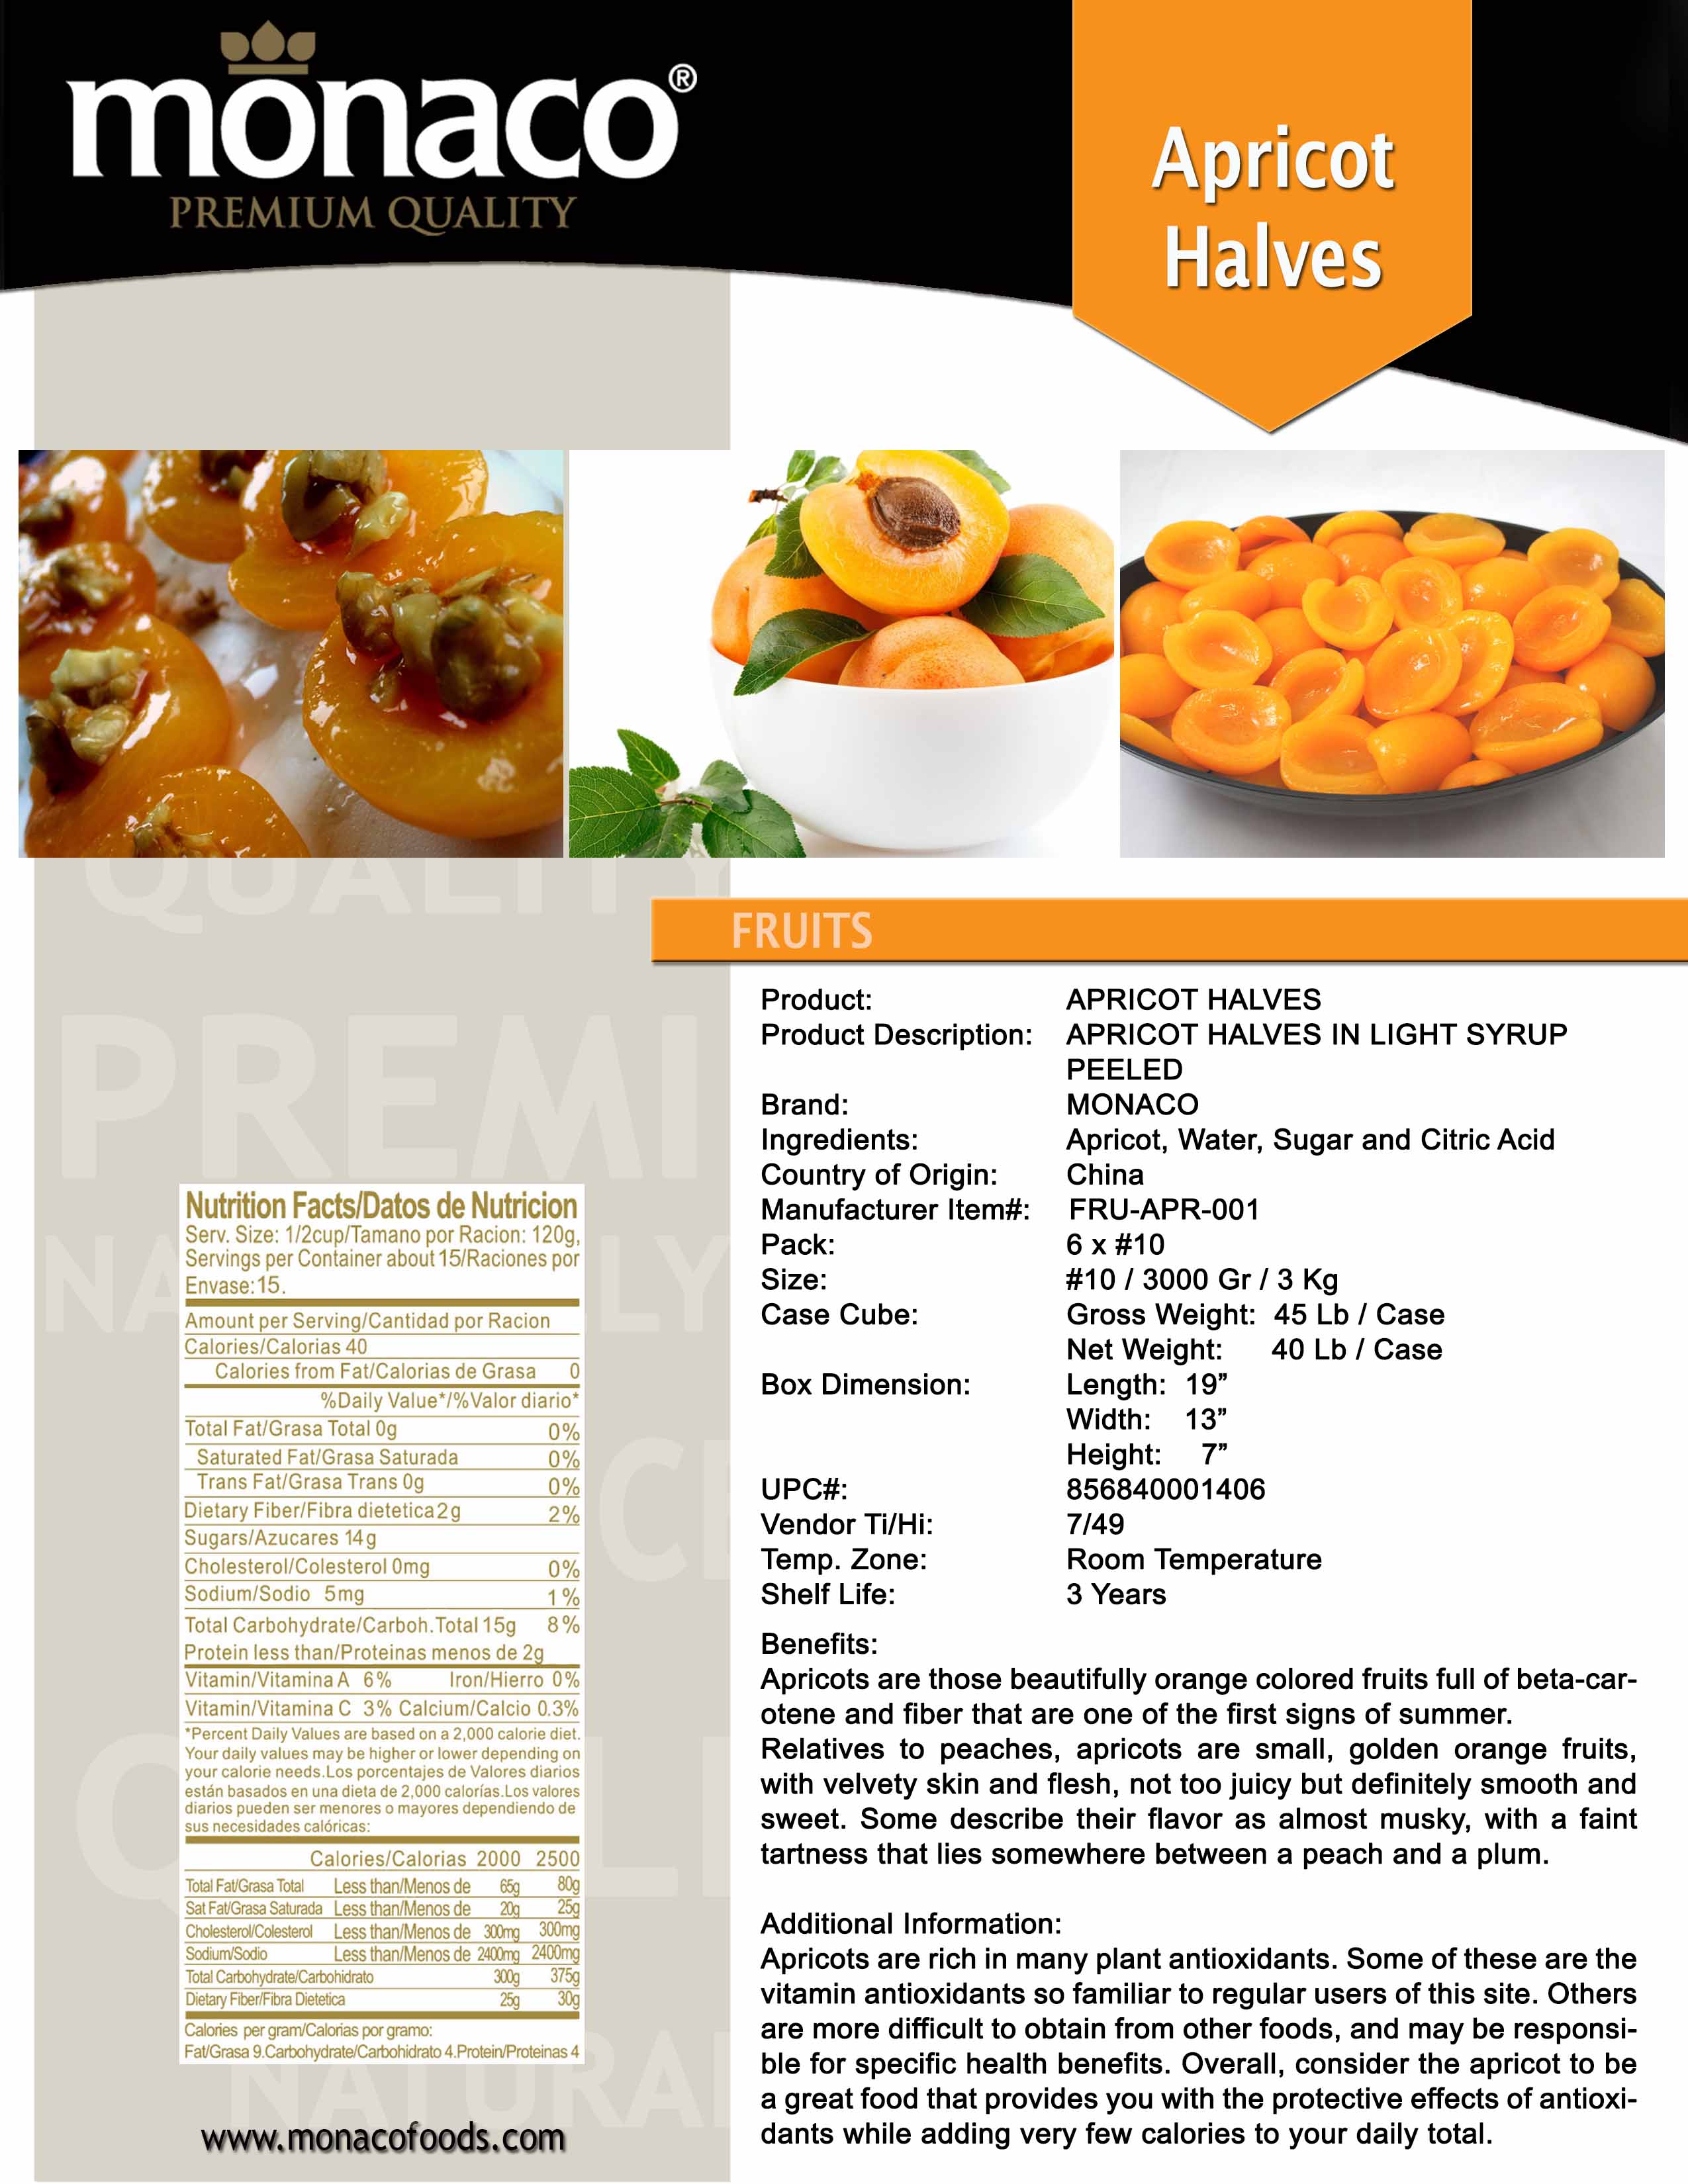 monaco®
PREMIUM QUALITY
Apricot
Halves
QUALITY
FRUITS
PREMI
Product: APRICOT HALVES
Product Description: APRICOT HALVES IN LIGHT SYRUP
PEELED
Brand: MONACO
Ingredients: Apricot, Water, Sugar and Citric Acid
Country of Origin: China
Manufacturer Item#: FRU-APR-001
Pack: 6 x #10
Size: #10 / 3000 Gr / 3 Kg
Case Cube: Gross Weight: 45 Lb / Case
Net Weight: 40 Lb / Case
Box Dimension: Length: 19”
Width: 13”
Height: 7”
UPC#: 856840001406
Vendor Ti/Hi: 7/49
Temp. Zone: Room Temperature
Shelf Life: 3 Years
Benefits:
Apricots are those beautifully orange colored fruits full of beta-car-
otene and fiber that are one of the first signs of summer.
Relatives to peaches, apricots are small, golden orange fruits,
with velvety skin and flesh, not too juicy but definitely smooth and
sweet. Some describe their flavor as almost musky, with a faint
tartness that lies somewhere between a peach and a plum.
Additional Information:
Apricots are rich in many plant antioxidants. Some of these are the
vitamin antioxidants so familiar to regular users of this site. Others
are more difficult to obtain from other foods, and may be responsi-
ble for specific health benefits. Overall, consider the apricot to be
a great food that provides you with the protective effects of antioxi-
dants while adding very few calories to your daily total.
Nutrition Facts/Datos de Nutricion
Serv. Size: 1/2cup/Tamano por Racion: 120g,
Servings per Container about 15/Raciones por
Envase:15.
Amount per Serving/Cantidad por Racion
Calories/Calorias 40
Calories from Fat/Calorias de Grasa 0
%Daily Value*/%Valor diario*
Total Fat/Grasa Total 0g 0%
Saturated Fat/Grasa Saturada 0%
Trans Fat/Grasa Trans 0g 0%
Dietary Fiber/Fibra dietetica 2g 2%
Sugars/Azucares 14g
Cholesterol/Colesterol 0mg 0%
Sodium/Sodio 5mg 1%
Total Carbohydrate/Carboh.Total 15g 8%
Protein less than/Proteinas menos de 2g
Vitamin/Vitamina A 6% Iron/Hierro 0%
Vitamin/Vitamina C 3% Calcium/Calcio 0.3%
*Percent Daily Values are based on a 2,000 calorie diet.
Your daily values may be higher or lower depending on
your calorie needs.Los porcentajes de Valores diarios
están basados en una dieta de 2,000 calorías.Los valores
diarios pueden ser menores o mayores dependiendo de
sus necesidades calóricas:
Calories/Calorias 2000 2500
Total Fat/Grasa Total Less than/Menos de 65g 80g
Sat Fat/Grasa Saturada Less than/Menos de 20g 25g
Cholesterol/Colesterol Less than/Menos de 300mg 300mg
Sodium/Sodio Less than/Menos de 2400mg 2400mg
Total Carbohydrate/Carbohidrato 300g 375g
Dietary Fiber/Fibra Dietetica 25g 30g
Calories per gram/Calorias por gramo:
Fat/Grasa 9.Carbohydrate/Carbohidrato 4.Protein/Proteinas 4
NATURAL
www.monacofoods.com